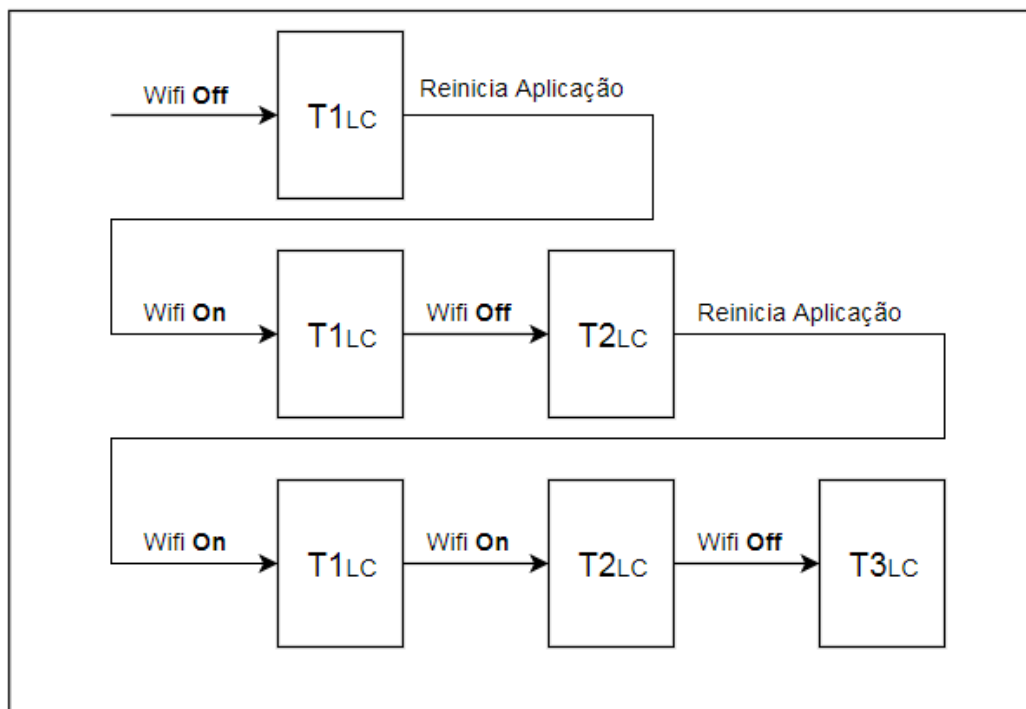 Wifi Off
T1LC
Reinicia Aplicação
Wifi On
T1LC
Wifi Off
T2LC
Reinicia Aplicação
Wifi On
T1LC
Wifi On
T2LC
Wifi Off
T3LC